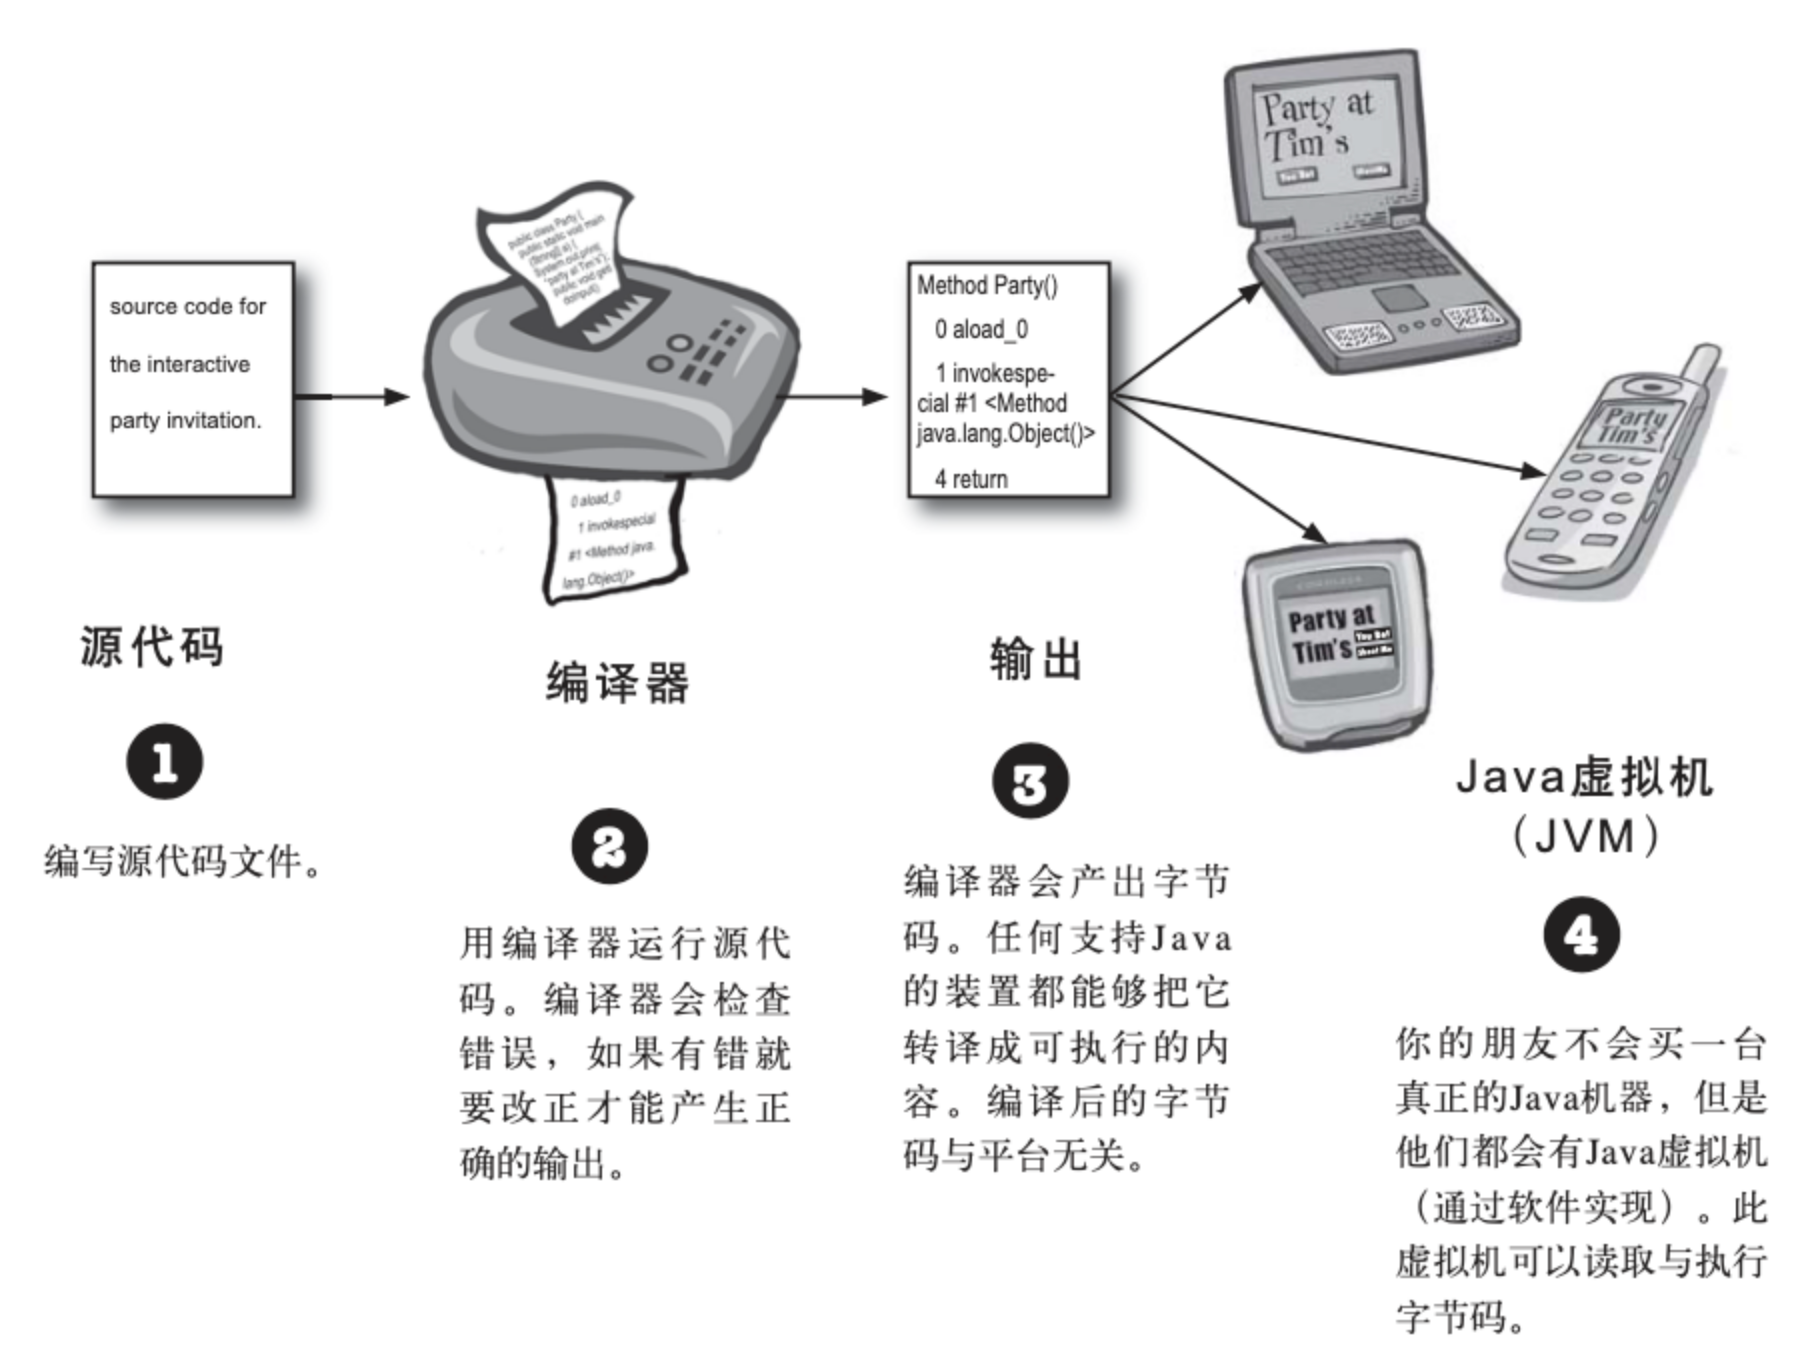 source code for
the interactive
party invitation.
源代码
1
编写源代码文件。
public class Party {
public static void main
(String[] a) {
System.out.print(
"party at Tim's");
public void get(
0 aload_0
1 invokespecial
#1 <Method java.
lang.Object()>
编译器
2
用编译器运行源代
码。编译器会检查
错误，如果有错就
要改正才能产生正
确的输出。
Method Party()
0 aload_0
1 invokespe-
cial #1 <Method
java.lang.Object()>
4 return
输出
3
编译器会产出字节
码。任何支持Java
的装置都能够把它
转译成可执行的内
容。编译后的字节
码与平台无关。
Party at
Tim's
Party
Tim's
Party at
Tim's
You Bet
Shoot Me
Java虚拟机
（JVM）
4
你的朋友不会买一台
真正的Java机器，但是
他们都会有Java虚拟机
（通过软件实现）。此
虚拟机可以读取与执行
字节码。